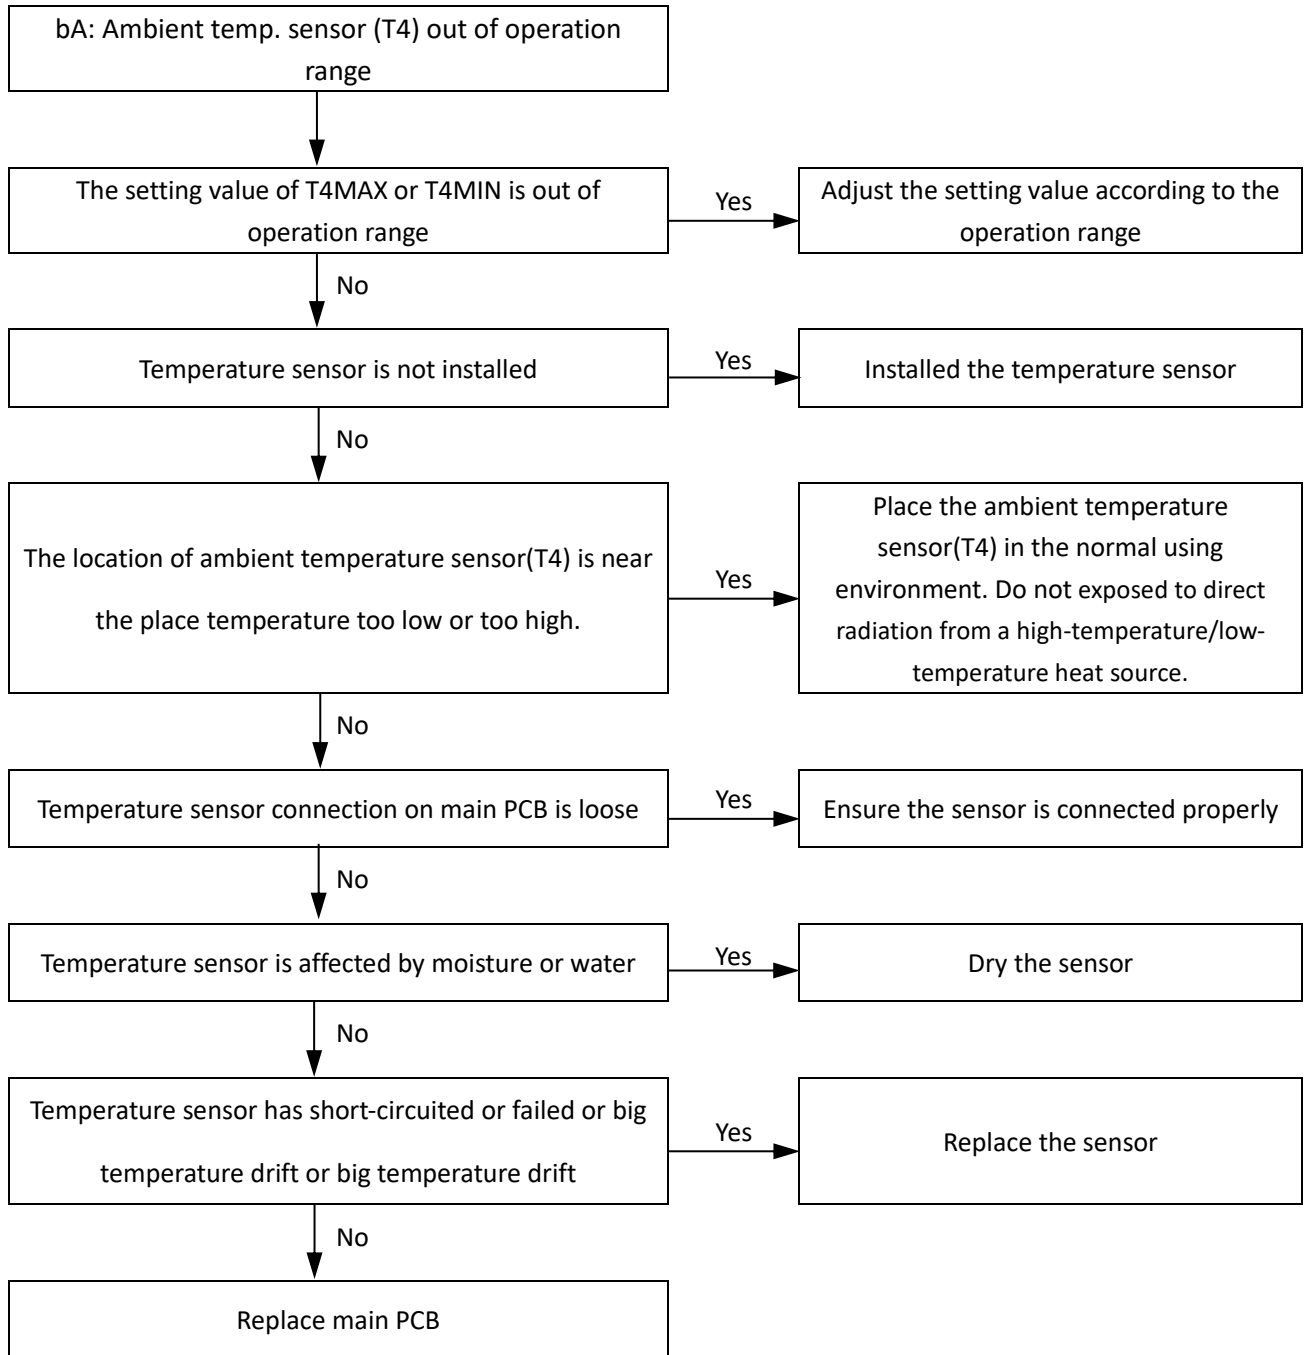 bA: Ambient temp. sensor (T4) out of operation
range
The setting value of T4MAX or T4MIN is out of
operation range
Yes
Adjust the setting value according to the
operation range
No
Temperature sensor is not installed
Yes
Installed the temperature sensor
No
The location of ambient temperature sensor(T4) is near
the place temperature too low or too high.
Yes
Place the ambient temperature
sensor(T4) in the normal using
environment. Do not exposed to direct
radiation from a high-temperature/low-
temperature heat source.
No
Temperature sensor connection on main PCB is loose
Yes
Ensure the sensor is connected properly
No
Temperature sensor is affected by moisture or water
Yes
Dry the sensor
No
Temperature sensor has short-circuited or failed or big
temperature drift or big temperature drift
Yes
Replace the sensor
No
Replace main PCB